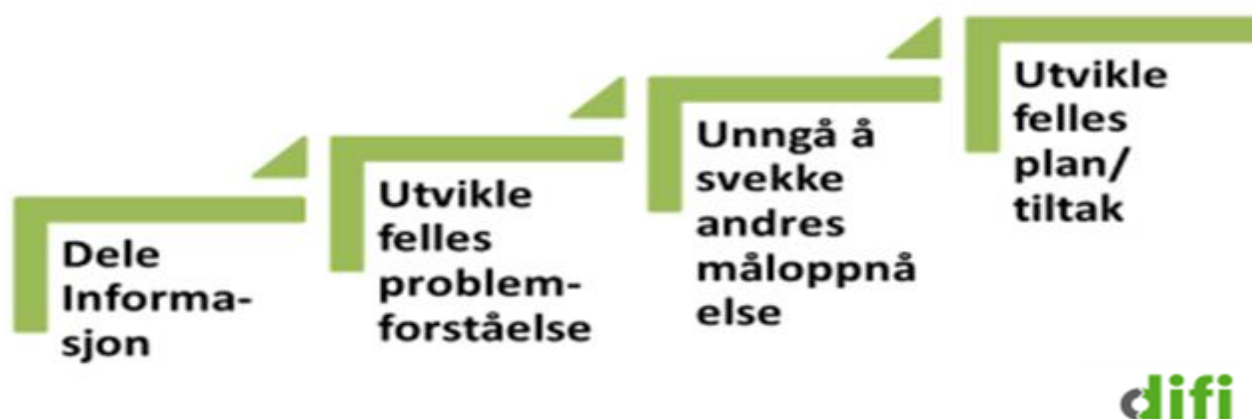 Dele
Informa-
sjon
Utvikle
felles
problem-
forståelse
Unngå å
svekke
andres
måloppnå
else
Utvikle
felles
plan/
tiltak
difi